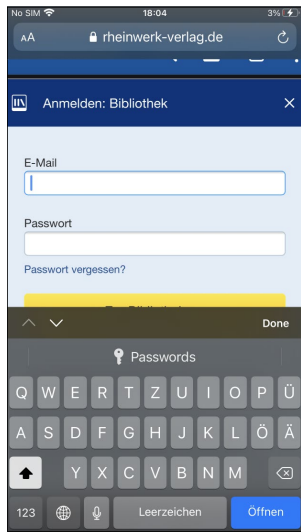 No SIM 18:04 3%
AA rheinwerk-verlag.de
Anmelden: Bibliothek
E-Mail
Passwort
Passwort vergessen?
Done
Passwords
Q W E R T Z U I O P Ü
A S D F G H J K L Ö Ä
Y X C V B N M
123 Leerzeichen Öffnen